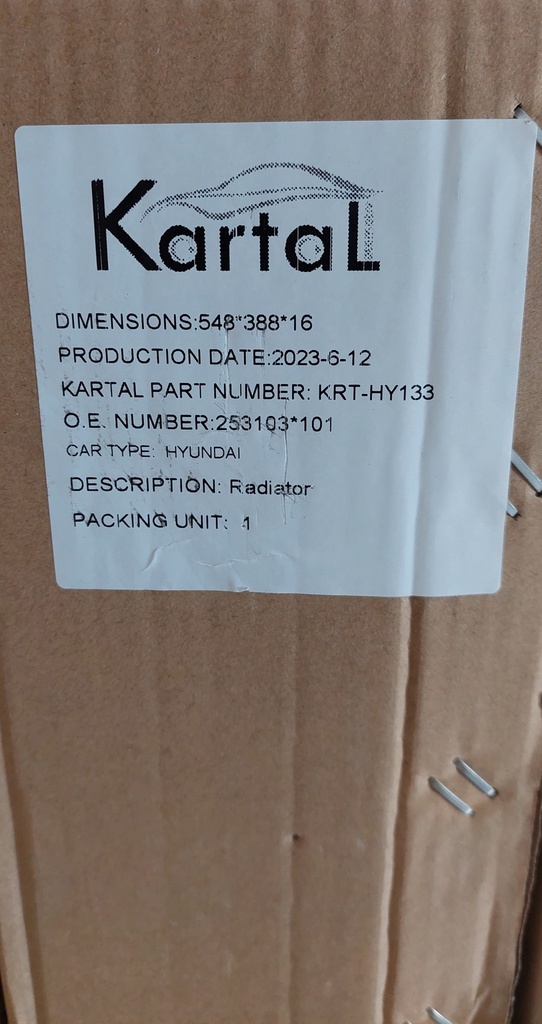 Kartal
DIMENSIONS:548*388*16
PRODUCTION DATE:2023-6-12
KARTAL PART NUMBER: KRT-HY133
O.E. NUMBER:253103*101
CAR TYPE: HYUNDAI
DESCRIPTION: Radiator
PACKING UNIT: 1